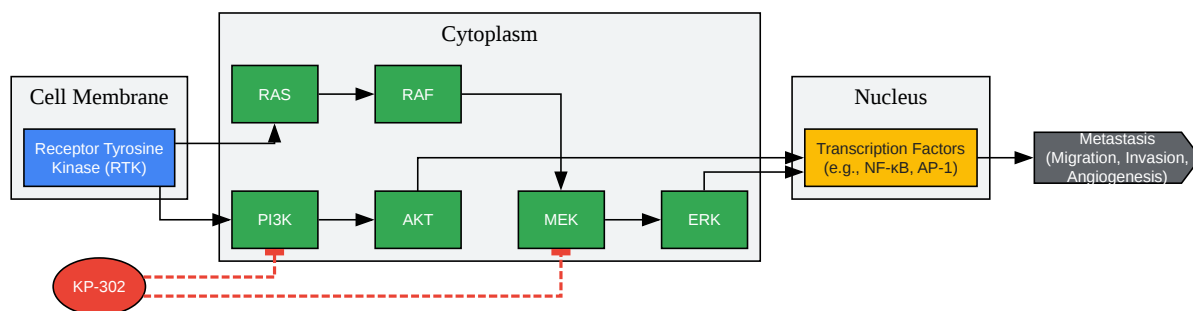 Cytoplasm
Cell Membrane
Nucleus
RAS
RAF
Receptor Tyrosine
Kinase (RTK)
Transcription Factors
(e.g., NF-κB, AP-1)
Metastasis
(Migration, Invasion,
Angiogenesis)
PI3K
AKT
MEK
ERK
KP-302